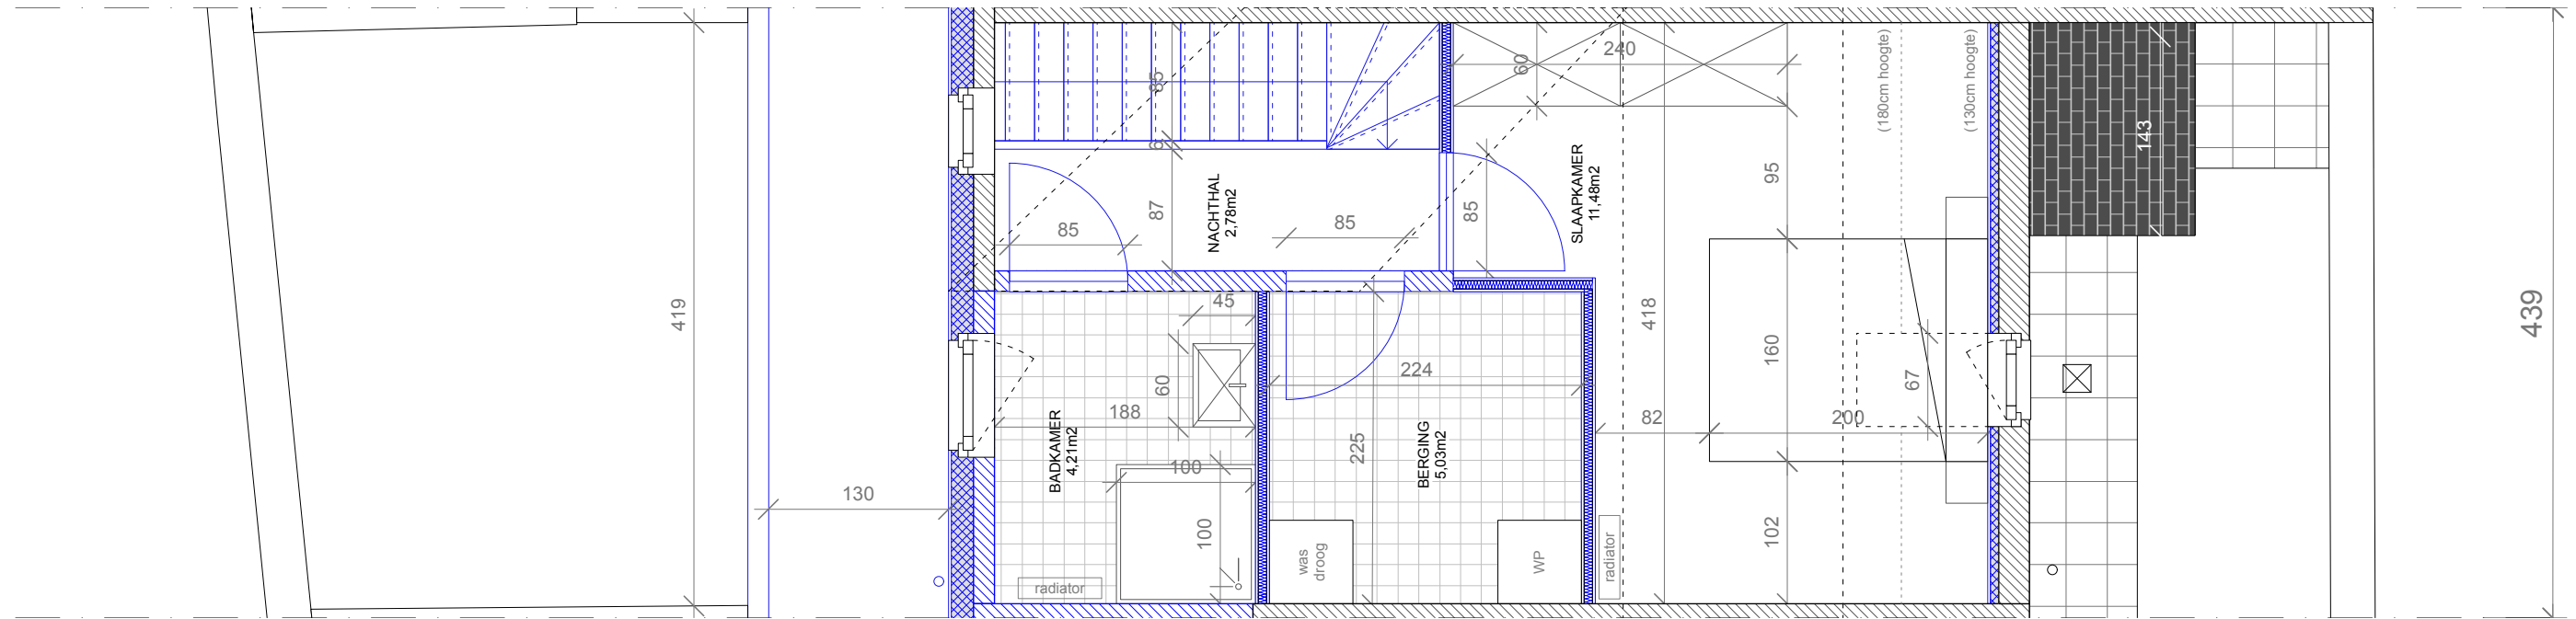 419
130
85
6
87
85
85
NACHTHAL
2,78m2
85
240
60
SLAAPKAMER
11,48m2
(180cm hoogte)
(130cm hoogte)
143
95
439
45
60
188
BADKAMER
4,21m2
100
100
radiator
224
225
BERGING
5,03m2
was
droog
WP
radiator
418
82
160
200
67
102